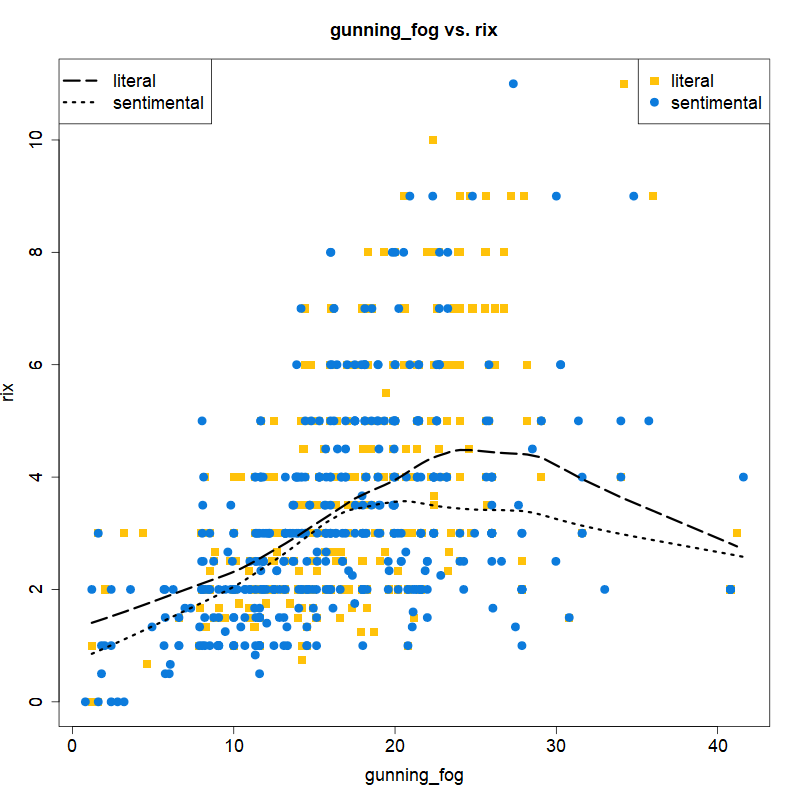 gunning_fog vs. rix
literal
sentimental
literal
sentimental
rix
10
8
6
4
2
0
0 10 20 30 40
gunning_fog